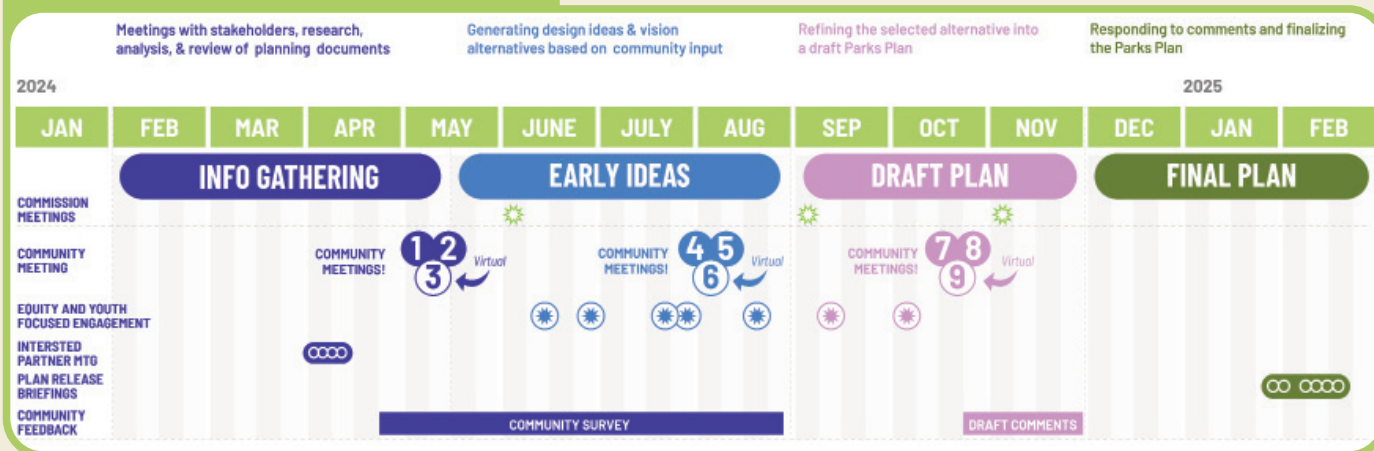 Meetings with stakeholders, research,
analysis, & review of planning documents
Generating design ideas & vision
alternatives based on community input
Refining the selected alternative into
a draft Parks Plan
Responding to comments and finalizing
the Parks Plan
2024
2025
JAN
FEB
MAR
APR
MAY
JUNE
JULY
AUG
SEP
OCT
NOV
DEC
JAN
FEB
INFO GATHERING
EARLY IDEAS
DRAFT PLAN
FINAL PLAN
COMMISSION
MEETINGS
COMMUNITY
MEETING
COMMUNITY
MEETINGS!
1 2
3
Virtual
COMMUNITY
MEETINGS!
4 5
6
Virtual
COMMUNITY
MEETINGS!
7 8
9
Virtual
EQUITY AND YOUTH
FOCUSED ENGAGEMENT
INTERSTED
PARTNER MTG
PLAN RELEASE
BRIEFINGS
COMMUNITY
FEEDBACK
COMMUNITY SURVEY
DRAFT COMMENTS